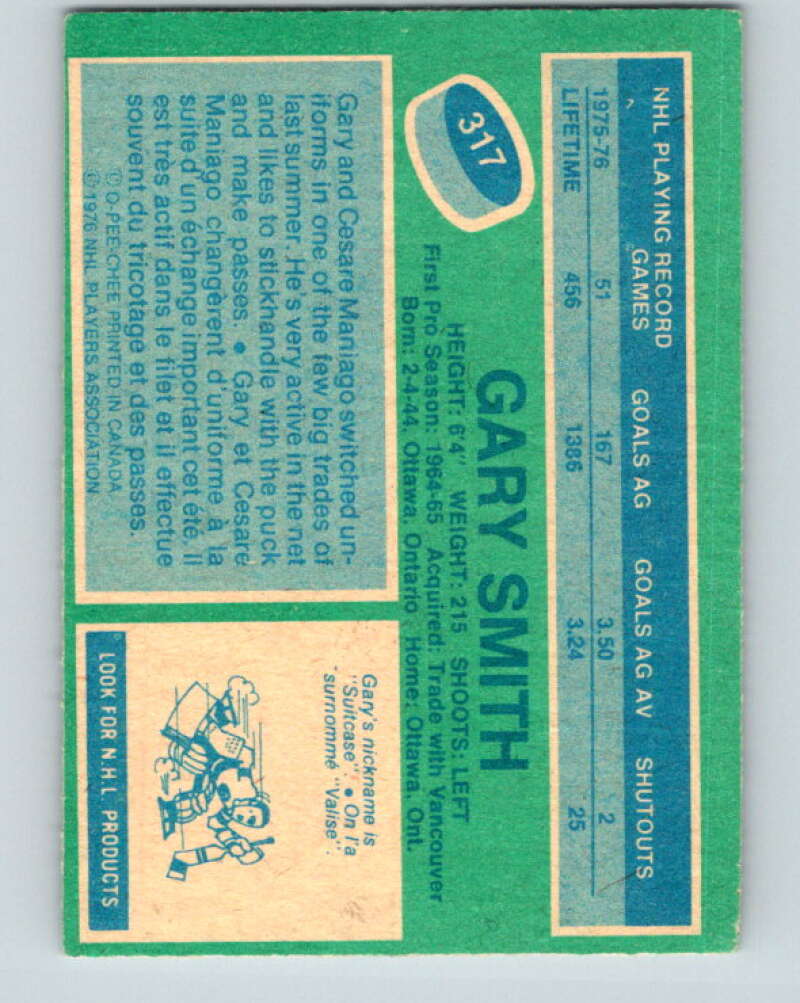 NHL PLAYING RECORD
GAMES GOALS AG GOALS AG AV SHUTOUTS
1975-76 51 167 3.50 2
LIFETIME 456 1386 3.24 25
317
GARY SMITH
HEIGHT: 6'4" WEIGHT: 215 SHOOTS: LEFT
First Pro Season: 1964-65 Acquired: Trade with Vancouver
Born: 2-4-44, Ottawa, Ontario Home: Ottawa, Ont.
Gary and Cesare Maniago switched un-
iforms in one of the few big trades of
last summer. He's very active in the net
and likes to stickhandle with the puck
and make passes. • Gary et Cesare
Maniago changèrent d'uniforme à la
suite d'un échange important cet été, il
est très actif dans le filet et il effectue
souvent du tricotage et des passes.
© O-PEE-CHEE PRINTED IN CANADA
© 1976 NHL PLAYERS ASSOCIATION
Gary's nickname is
"Suitcase". • On l'a
surnommé "Valise".
LOOK FOR N.H.L. PRODUCTS